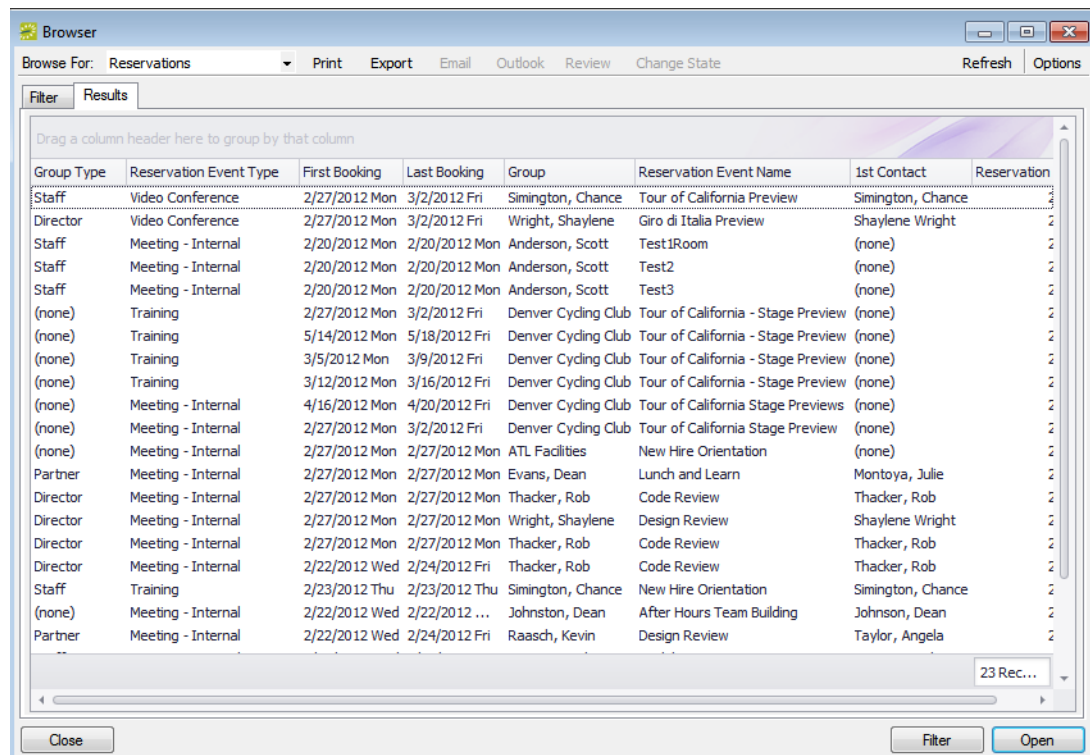 Browser
Browse For: Reservations Print Export Email Outlook Review Change State Refresh Options
Filter Results
Drag a column header here to group by that column
Group Type Reservation Event Type First Booking Last Booking Group Reservation Event Name 1st Contact Reservation
Staff Video Conference 2/27/2012 Mon 3/2/2012 Fri Simington, Chance Tour of California Preview Simington, Chance 2
Director Video Conference 2/27/2012 Mon 3/2/2012 Fri Wright, Shaylene Giro di Italia Preview Shaylene Wright 2
Staff Meeting - Internal 2/20/2012 Mon 2/20/2012 Mon Anderson, Scott Test1Room (none) 2
Staff Meeting - Internal 2/20/2012 Mon 2/20/2012 Mon Anderson, Scott Test2 (none) 2
Staff Meeting - Internal 2/20/2012 Mon 2/20/2012 Mon Anderson, Scott Test3 (none) 2
(none) Training 2/27/2012 Mon 3/2/2012 Fri Denver Cycling Club Tour of California - Stage Preview (none) 2
(none) Training 5/14/2012 Mon 5/18/2012 Fri Denver Cycling Club Tour of California - Stage Preview (none) 2
(none) Training 3/5/2012 Mon 3/9/2012 Fri Denver Cycling Club Tour of California - Stage Preview (none) 2
(none) Training 3/12/2012 Mon 3/16/2012 Fri Denver Cycling Club Tour of California - Stage Preview (none) 2
(none) Meeting - Internal 4/16/2012 Mon 4/20/2012 Fri Denver Cycling Club Tour of California Stage Previews (none) 2
(none) Meeting - Internal 2/27/2012 Mon 3/2/2012 Fri Denver Cycling Club Tour of California Stage Preview (none) 2
(none) Meeting - Internal 2/27/2012 Mon 2/27/2012 Mon ATL Facilities New Hire Orientation (none) 2
Partner Meeting - Internal 2/27/2012 Mon 2/27/2012 Mon Evans, Dean Lunch and Learn Montoya, Julie 2
Director Meeting - Internal 2/27/2012 Mon 2/27/2012 Mon Thacker, Rob Code Review Thacker, Rob 2
Director Meeting - Internal 2/27/2012 Mon 2/27/2012 Mon Wright, Shaylene Design Review Shaylene Wright 2
Director Meeting - Internal 2/27/2012 Mon 2/27/2012 Mon Thacker, Rob Code Review Thacker, Rob 2
Director Meeting - Internal 2/22/2012 Wed 2/24/2012 Fri Thacker, Rob Code Review Thacker, Rob 2
Staff Training 2/23/2012 Thu 2/23/2012 Thu Simington, Chance New Hire Orientation Simington, Chance 2
(none) Meeting - Internal 2/22/2012 Wed 2/22/2012 ... Johnston, Dean After Hours Team Building Johnson, Dean 2
Partner Meeting - Internal 2/22/2012 Wed 2/24/2012 Fri Raasch, Kevin Design Review Taylor, Angela 2
23 Rec...
Close Filter Open